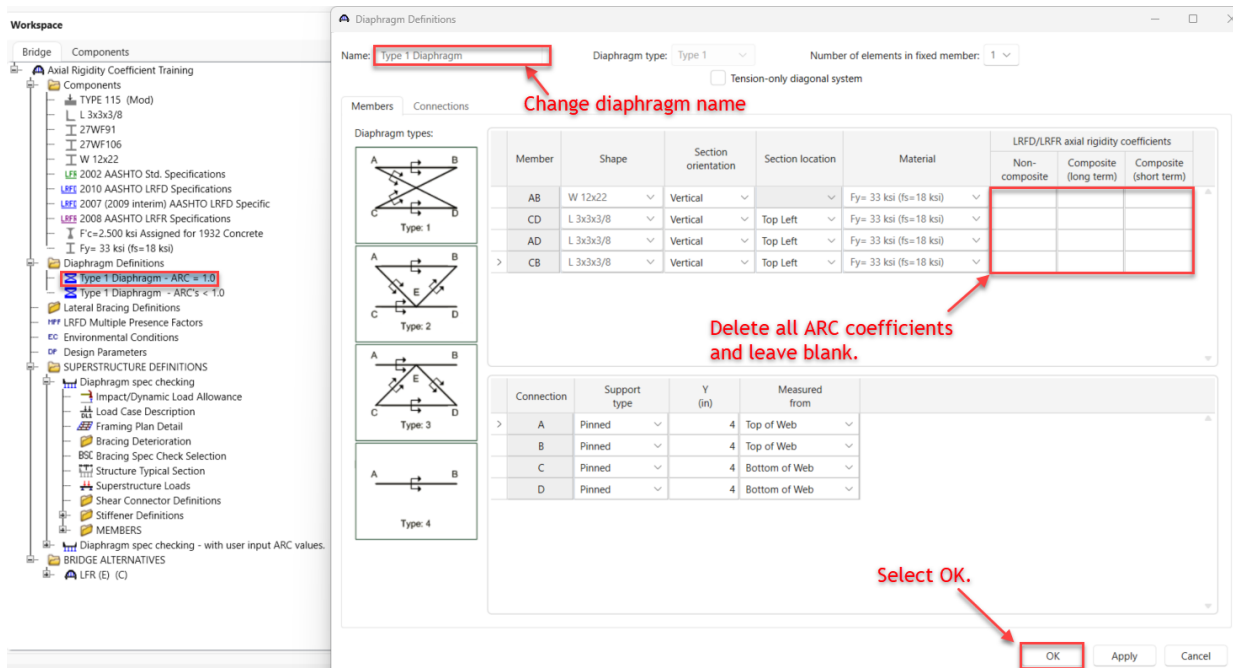 Workspace
Bridge Components
Axial Rigidity Coefficient Training
Components
TYPE 115 (Mod)
L 3x3x3/8
27WF91
27WF106
W 12x22
LFR 2002 AASHTO Std. Specifications
LRFD 2010 AASHTO LRFD Specifications
LRFD 2007 (2009 interim) AASHTO LRFD Specific
LRFR 2008 AASHTO LRFR Specifications
F'c=2.500 ksi Assigned for 1932 Concrete
Fy= 33 ksi (fs=18 ksi)
Diaphragm Definitions
Type 1 Diaphragm - ARC = 1.0
Type 1 Diaphragm - ARC's < 1.0
Lateral Bracing Definitions
MPF LRFD Multiple Presence Factors
EC Environmental Conditions
DP Design Parameters
SUPERSTRUCTURE DEFINITIONS
Diaphragm spec checking
Impact/Dynamic Load Allowance
Load Case Description
Framing Plan Detail
Bracing Deterioration
BSC Bracing Spec Check Selection
Structure Typical Section
Superstructure Loads
Shear Connector Definitions
Stiffener Definitions
MEMBERS
Diaphragm spec checking - with user input ARC values.
BRIDGE ALTERNATIVES
LFR (E) (C)
Diaphragm Definitions
Name: Type 1 Diaphragm Diaphragm type: Type 1 Number of elements in fixed member: 1
Tension-only diagonal system
Change diaphragm name
Members Connections
Diaphragm types:
A B
C D
Type: 1
A B
E
C D
Type: 2
A B
E
C D
Type: 3
A B
Type: 4
LRFD/LRFR axial rigidity coefficients
Member Shape Section orientation Section location Material Non-composite Composite (long term) Composite (short term)
AB W 12x22 Vertical Fy= 33 ksi (fs=18 ksi)
CD L 3x3x3/8 Vertical Top Left Fy= 33 ksi (fs=18 ksi)
AD L 3x3x3/8 Vertical Top Left Fy= 33 ksi (fs=18 ksi)
> CB L 3x3x3/8 Vertical Top Left Fy= 33 ksi (fs=18 ksi)
Delete all ARC coefficients
and leave blank.
Connection Support type Y (in) Measured from
> A Pinned 4 Top of Web
B Pinned 4 Top of Web
C Pinned 4 Bottom of Web
D Pinned 4 Bottom of Web
Select OK.
OK Apply Cancel